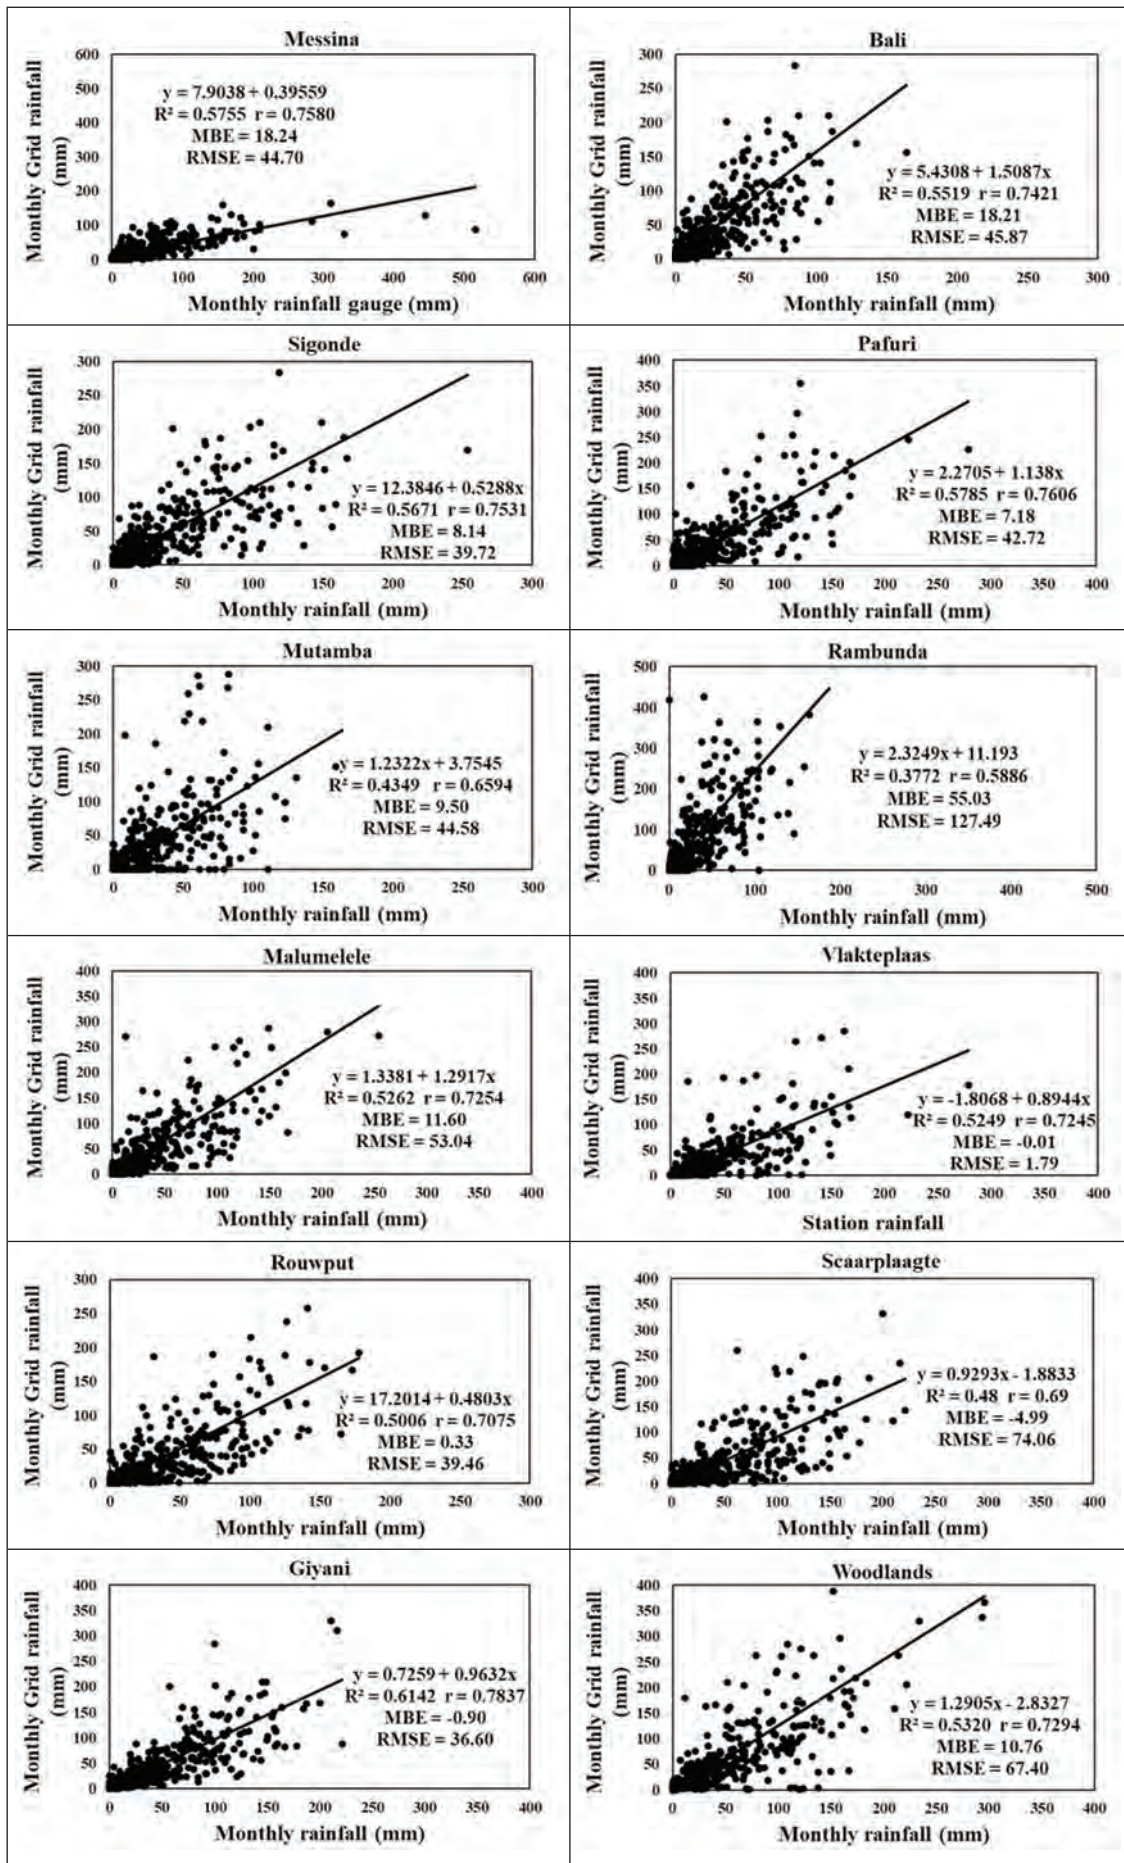 Messina
Monthly Grid rainfall
(mm)
600
500
400
300
200
100
0
y = 7.9038 + 0.39559
R² = 0.5755 r = 0.7580
MBE = 18.24
RMSE = 44.70
0 100 200 300 400 500 600
Monthly rainfall gauge (mm)
Bali
Monthly Grid rainfall
(mm)
300
250
200
150
100
50
0
y = 5.4308 + 1.5087x
R² = 0.5519 r = 0.7421
MBE = 18.21
RMSE = 45.87
0 50 100 150 200 250 300
Monthly rainfall (mm)
Sigonde
Monthly Grid rainfall
(mm)
300
250
200
150
100
50
0
y = 12.3846 + 0.5288x
R² = 0.5671 r = 0.7531
MBE = 8.14
RMSE = 39.72
0 50 100 150 200 250 300
Monthly rainfall (mm)
Pafuri
Monthly Grid rainfall
(mm)
400
350
300
250
200
150
100
50
0
y = 2.2705 + 1.138x
R² = 0.5785 r = 0.7606
MBE = 7.18
RMSE = 42.72
0 50 100 150 200 250 300 350 400
Monthly rainfall (mm)
Mutamba
Monthly Grid rainfall
(mm)
300
250
200
150
100
50
0
y = 1.2322x + 3.7545
R² = 0.4349 r = 0.6594
MBE = 9.50
RMSE = 44.58
0 50 100 150 200 250 300
Monthly rainfall (mm)
Rambunda
Monthly Grid rainfall
(mm)
500
400
300
200
100
0
y = 2.3249x + 11.193
R² = 0.3772 r = 0.5886
MBE = 55.03
RMSE = 127.49
0 100 200 300 400 500
Monthly rainfall (mm)
Malumelele
Monthly Grid rainfall
(mm)
400
350
300
250
200
150
100
50
0
y = 1.3381 + 1.2917x
R² = 0.5262 r = 0.7254
MBE = 11.60
RMSE = 53.04
0 50 100 150 200 250 300 350 400
Monthly rainfall (mm)
Vlakteplaas
Monthly Grid rainfall
(mm)
400
350
300
250
200
150
100
50
0
y = -1.8068 + 0.8944x
R² = 0.5249 r = 0.7245
MBE = -0.01
RMSE = 1.79
0 50 100 150 200 250 300 350 400
Station rainfall
Rouwput
Monthly Grid rainfall
(mm)
300
250
200
150
100
50
0
y = 17.2014 + 0.4803x
R² = 0.5006 r = 0.7075
MBE = 0.33
RMSE = 39.46
0 50 100 150 200 250 300
Monthly rainfall (mm)
Scaarplaagte
Monthly Grid rainfall
(mm)
400
350
300
250
200
150
100
50
0
y = 0.9293x - 1.8833
R² = 0.48 r = 0.69
MBE = -4.99
RMSE = 74.06
0 50 100 150 200 250 300 350 400
Monthly rainfall (mm)
Giyani
Monthly Grid rainfall
(mm)
400
350
300
250
200
150
100
50
0
y = 0.7259 + 0.9632x
R² = 0.6142 r = 0.7837
MBE = -0.90
RMSE = 36.60
0 50 100 150 200 250 300 350 400
Monthly rainfall (mm)
Woodlands
Monthly Grid rainfall
(mm)
400
350
300
250
200
150
100
50
0
y = 1.2905x - 2.8327
R² = 0.5320 r = 0.7294
MBE = 10.76
RMSE = 67.40
0 50 100 150 200 250 300 350 400
Monthly rainfall (mm)